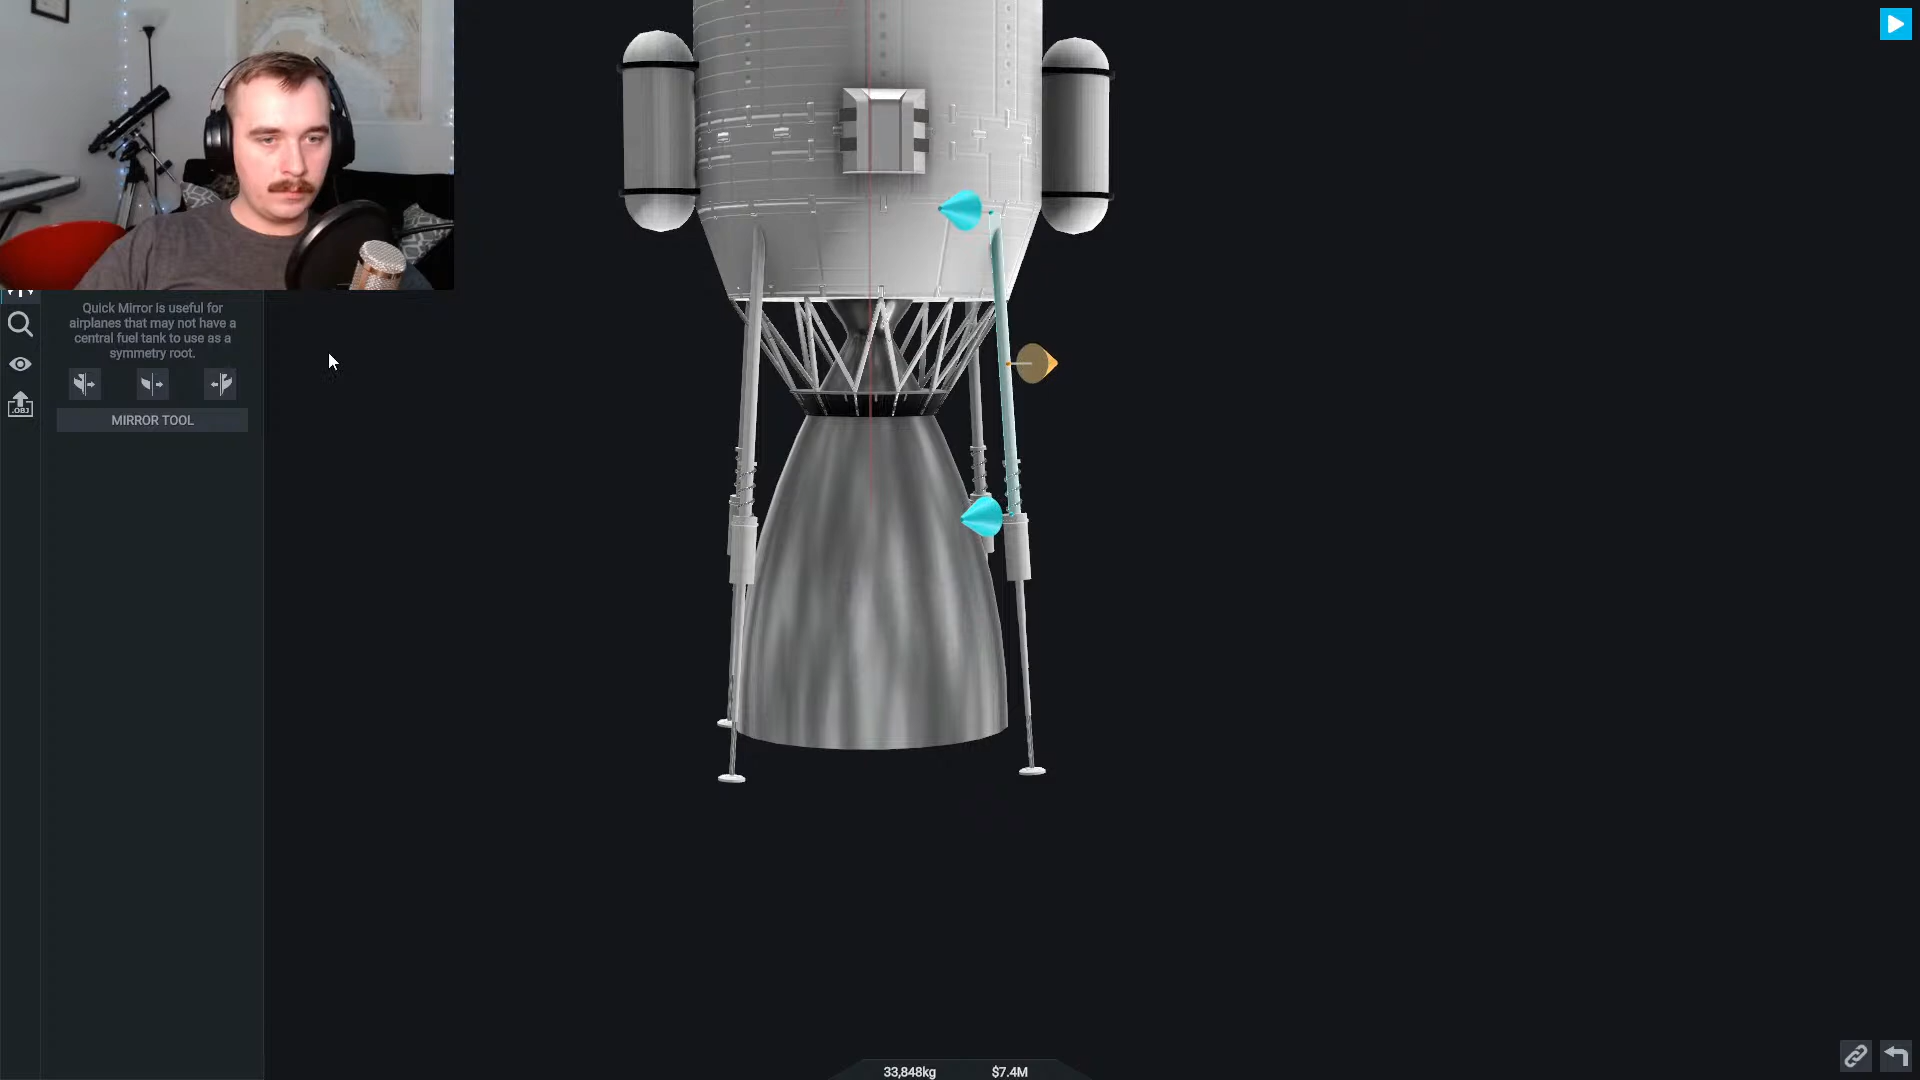 Quick Mirror is useful for
airplanes that may not have a
central fuel tank to use as a
symmetry root.
MIRROR TOOL
.OBJ
33,848kg $7.4M